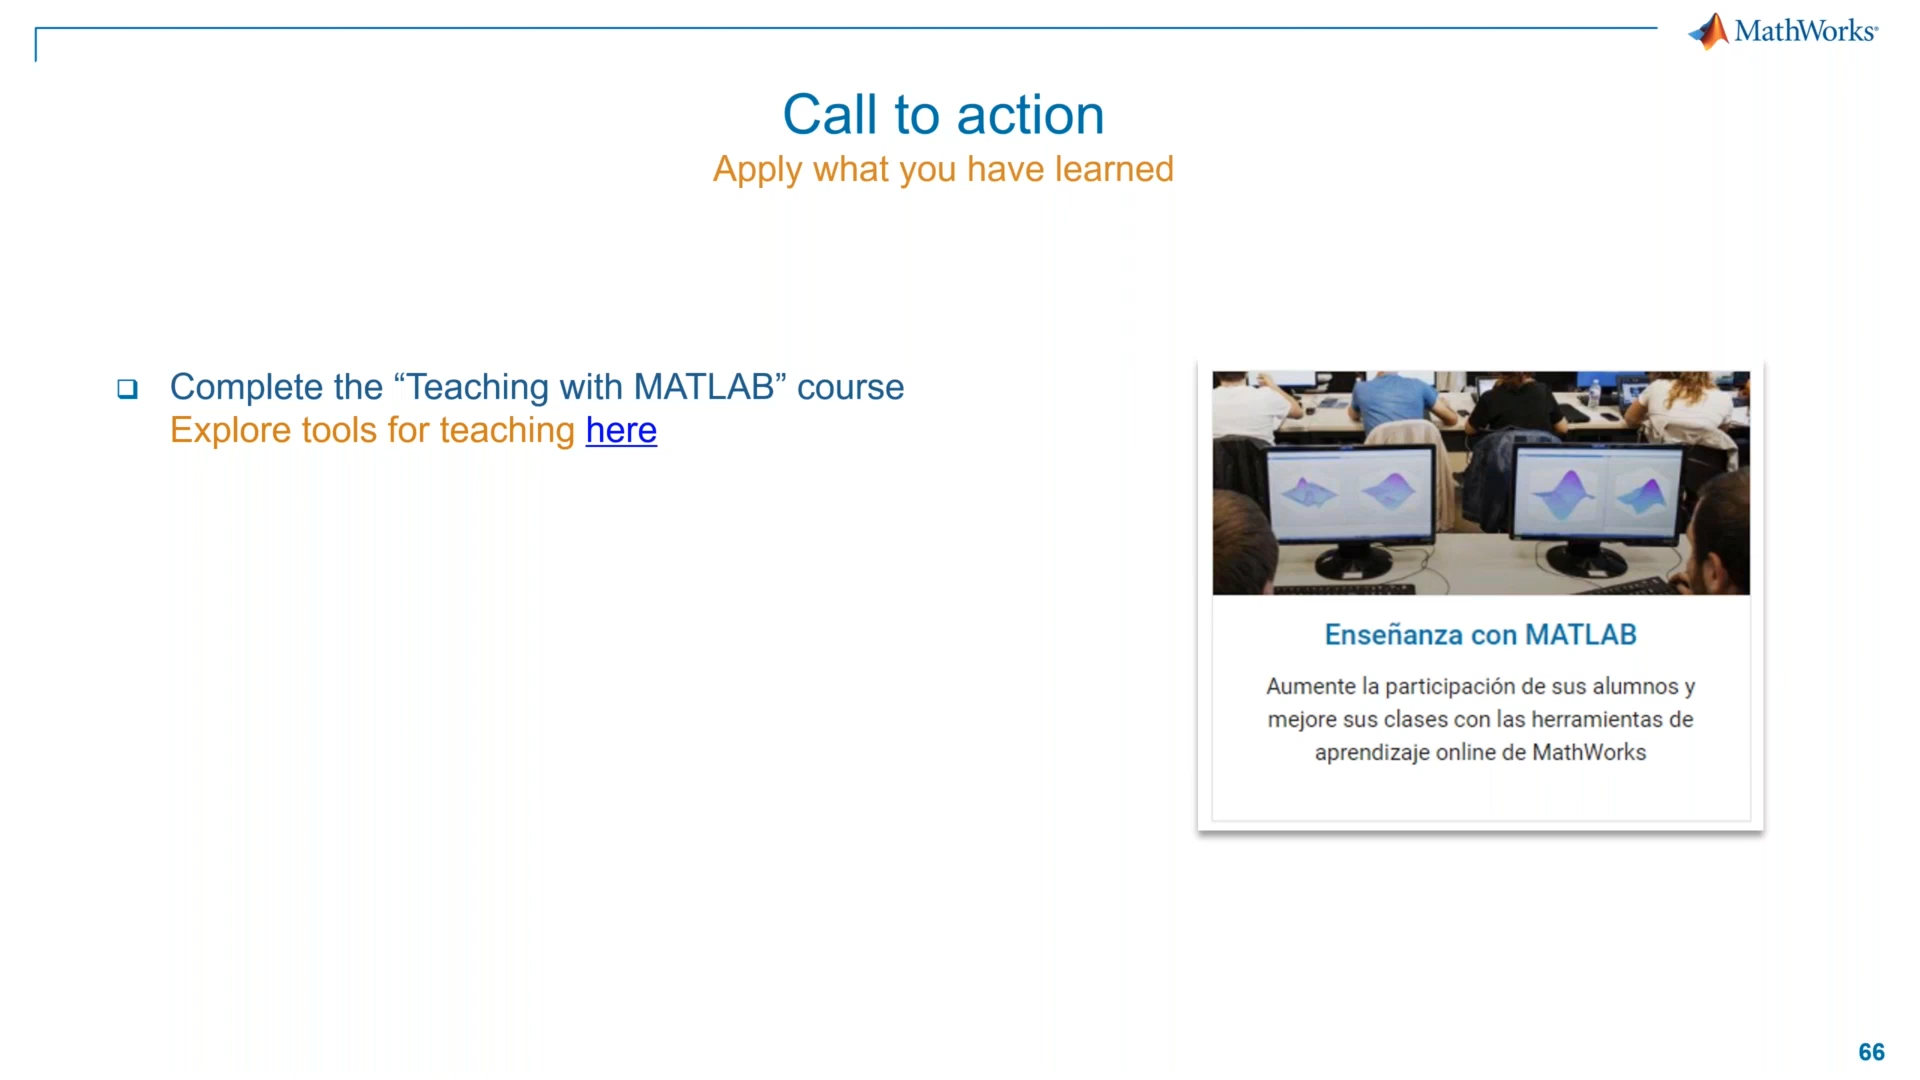 MathWorks®
Call to action
Apply what you have learned
❑ Complete the “Teaching with MATLAB” course
Explore tools for teaching here
Enseñanza con MATLAB
Aumente la participación de sus alumnos y
mejore sus clases con las herramientas de
aprendizaje online de MathWorks
66